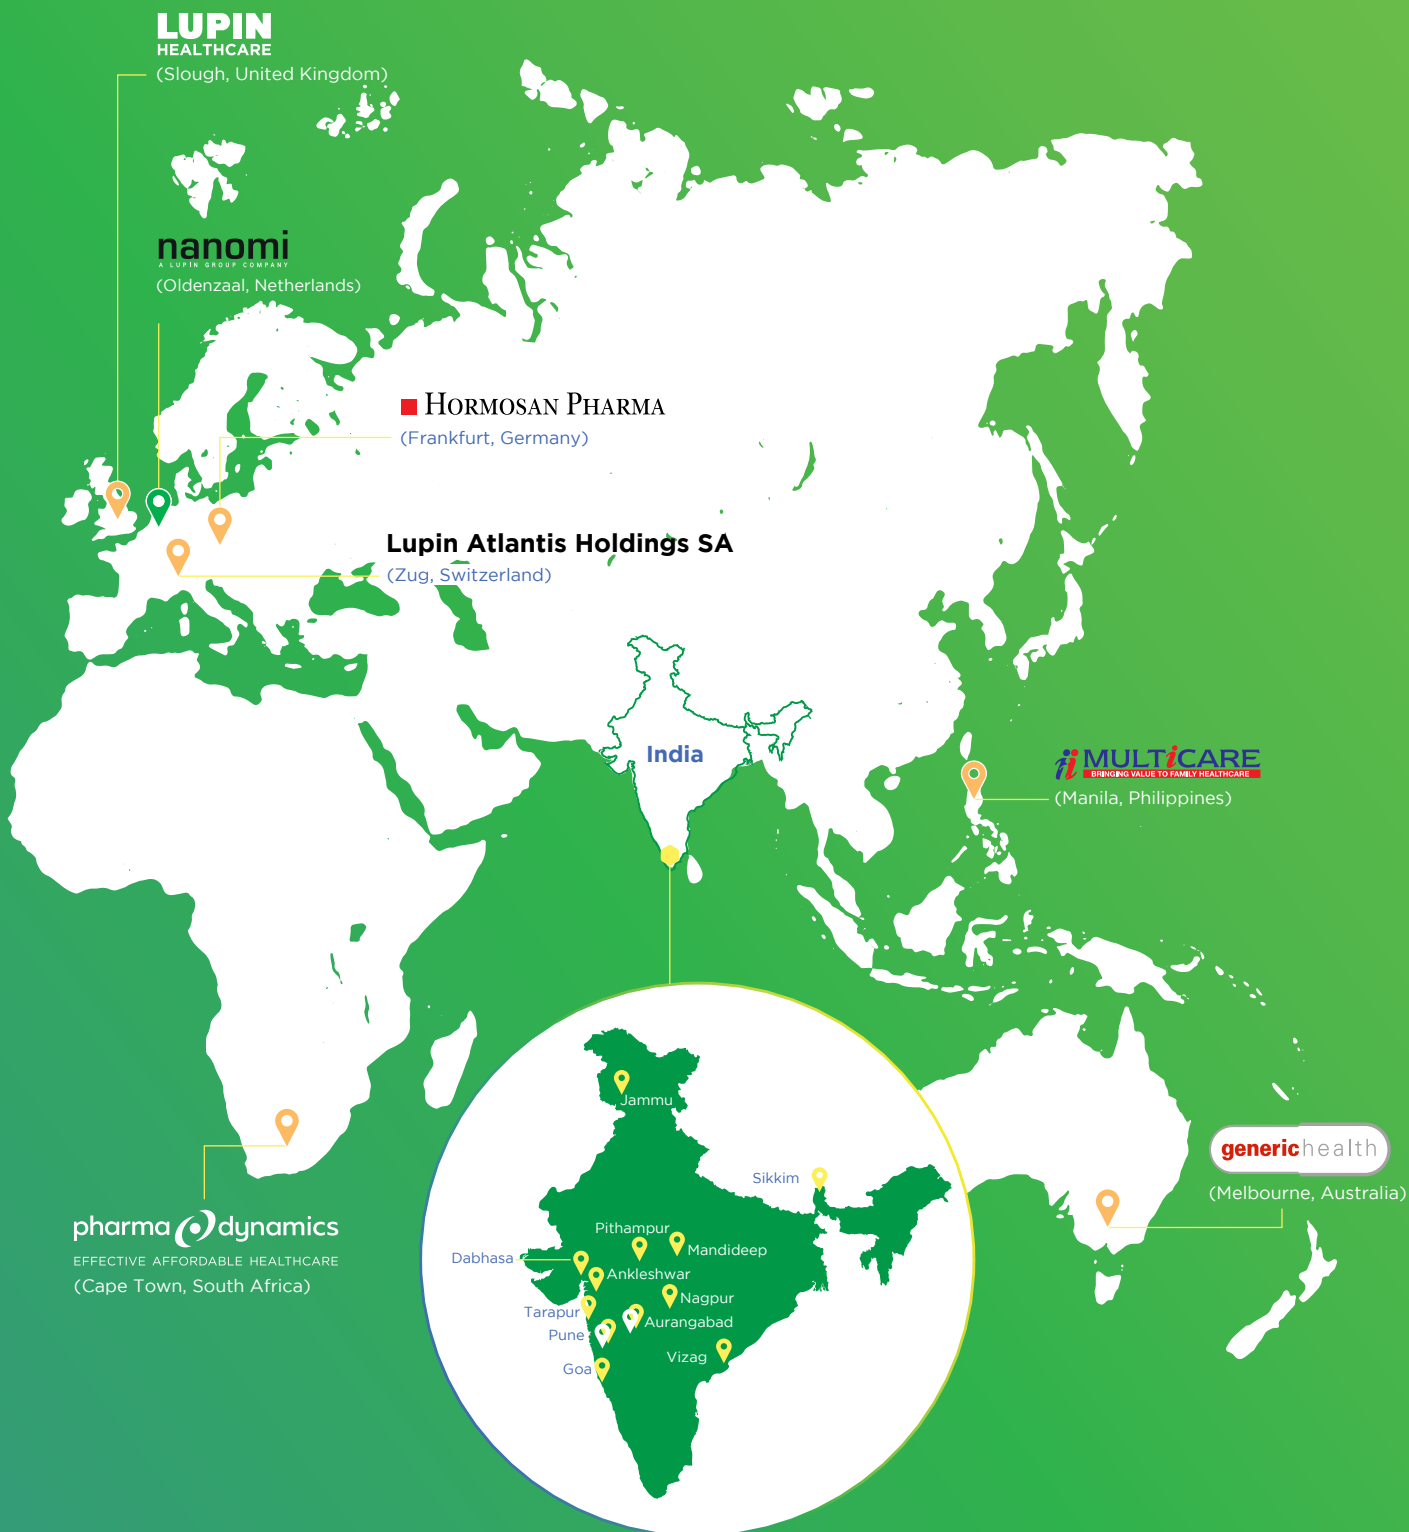 LUPIN
HEALTHCARE
(Slough, United Kingdom)
nanomi
A LUPIN GROUP COMPANY
(Oldenzaal, Netherlands)
HORMOSAN PHARMA
(Frankfurt, Germany)
Lupin Atlantis Holdings SA
(Zug, Switzerland)
India
MULTiCARE
BRINGING VALUE TO FAMILY HEALTHCARE
(Manila, Philippines)
generichealth
(Melbourne, Australia)
pharma dynamics
EFFECTIVE AFFORDABLE HEALTHCARE
(Cape Town, South Africa)
Jammu
Sikkim
Pithampur
Mandideep
Dabhasa
Ankleshwar
Nagpur
Tarapur
Aurangabad
Pune
Vizag
Goa